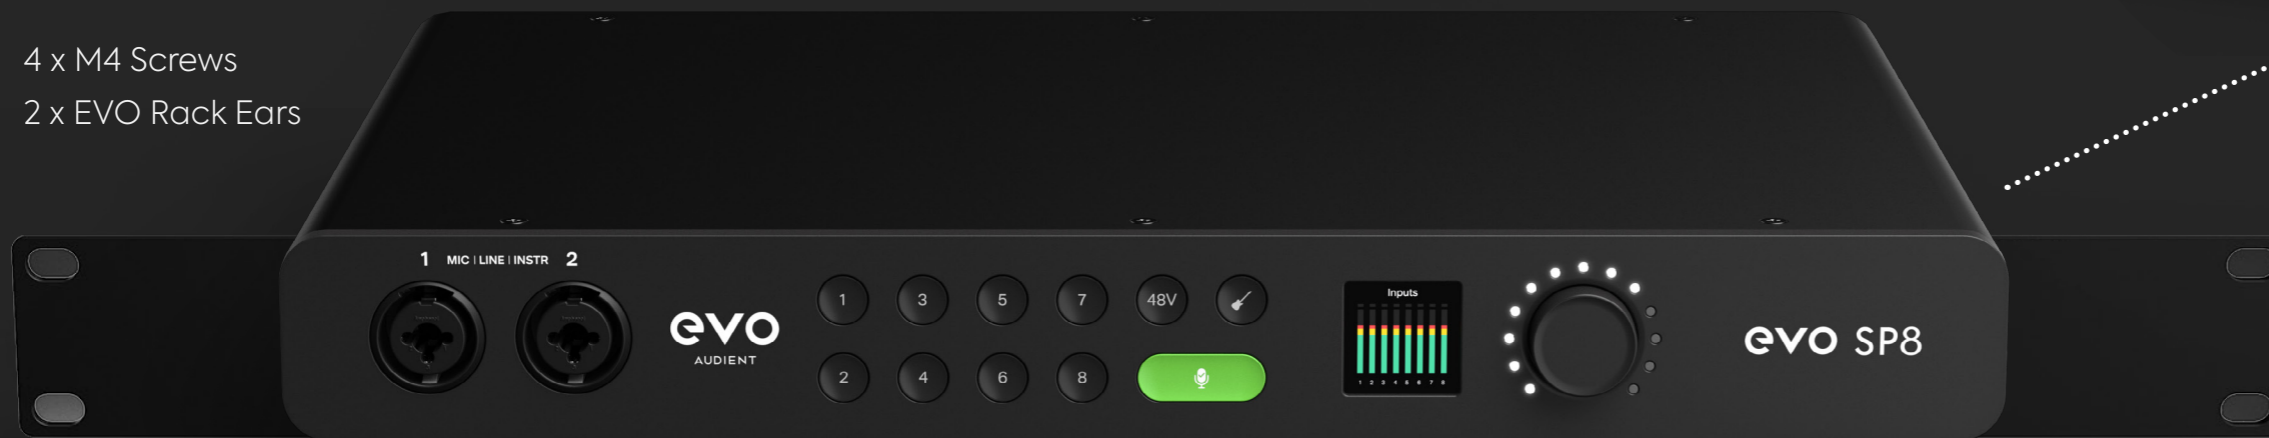 4 x M4 Screws
2 x EVO Rack Ears
1 MIC | LINE | INSTR 2
evo
AUDIENT
1 3 5 7 48V
2 4 6 8
Inputs
1 2 3 4 5 6 7 8
evo SP8